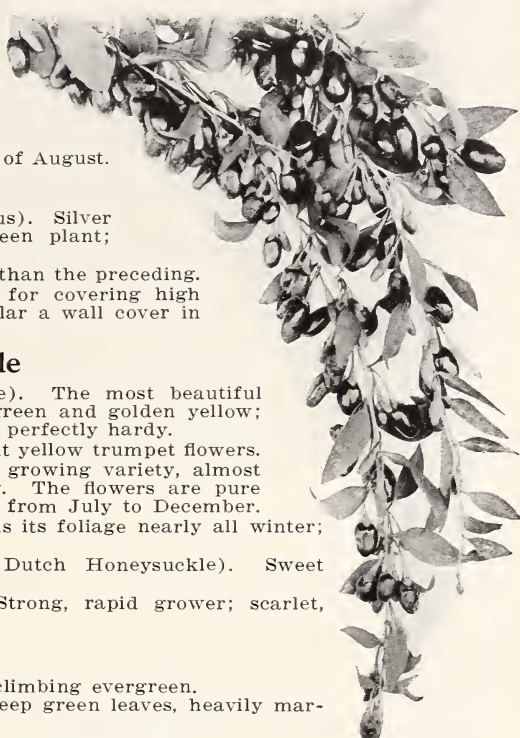 of August.
us). Silver
een plant;
than the preceding.
for covering high
lar a wall cover in
le
e). The most beautiful
green and golden yellow;
perfectly hardy.
t yellow trumpet flowers.
growing variety, almost
. The flowers are pure
from July to December.
s its foliage nearly all winter;
Dutch Honeysuckle). Sweet
Strong, rapid grower; scarlet,
climbing evergreen.
eep green leaves, heavily mar-